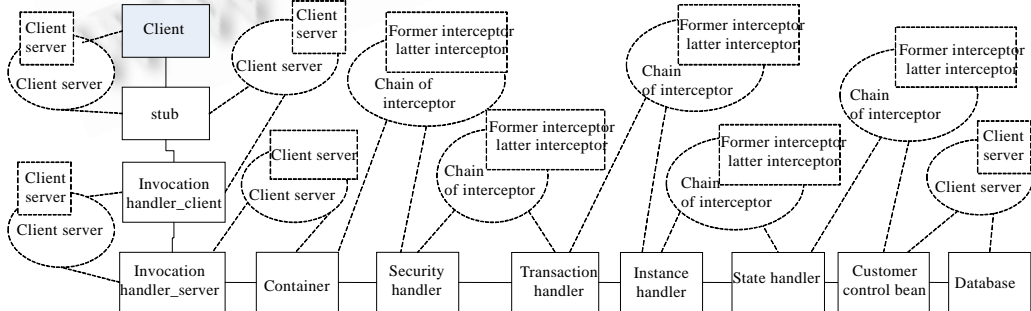 Client
server
Client server
Client
Client
server
Client server
Former interceptor
latter interceptor
Chain of
interceptor
Former interceptor
latter interceptor
Chain
of interceptor
Former interceptor
latter interceptor
Chain
of interceptor
stub
Former interceptor
latter interceptor
Chain
of interceptor
Former interceptor
latter interceptor
Chain
of interceptor
Client
server
Client server
Client
server
Client server
Invocation
handler_client
Client server
Client server
Invocation
handler_server
Container
Security
handler
Transaction
handler
Instance
handler
State handler
Customer
control bean
Database